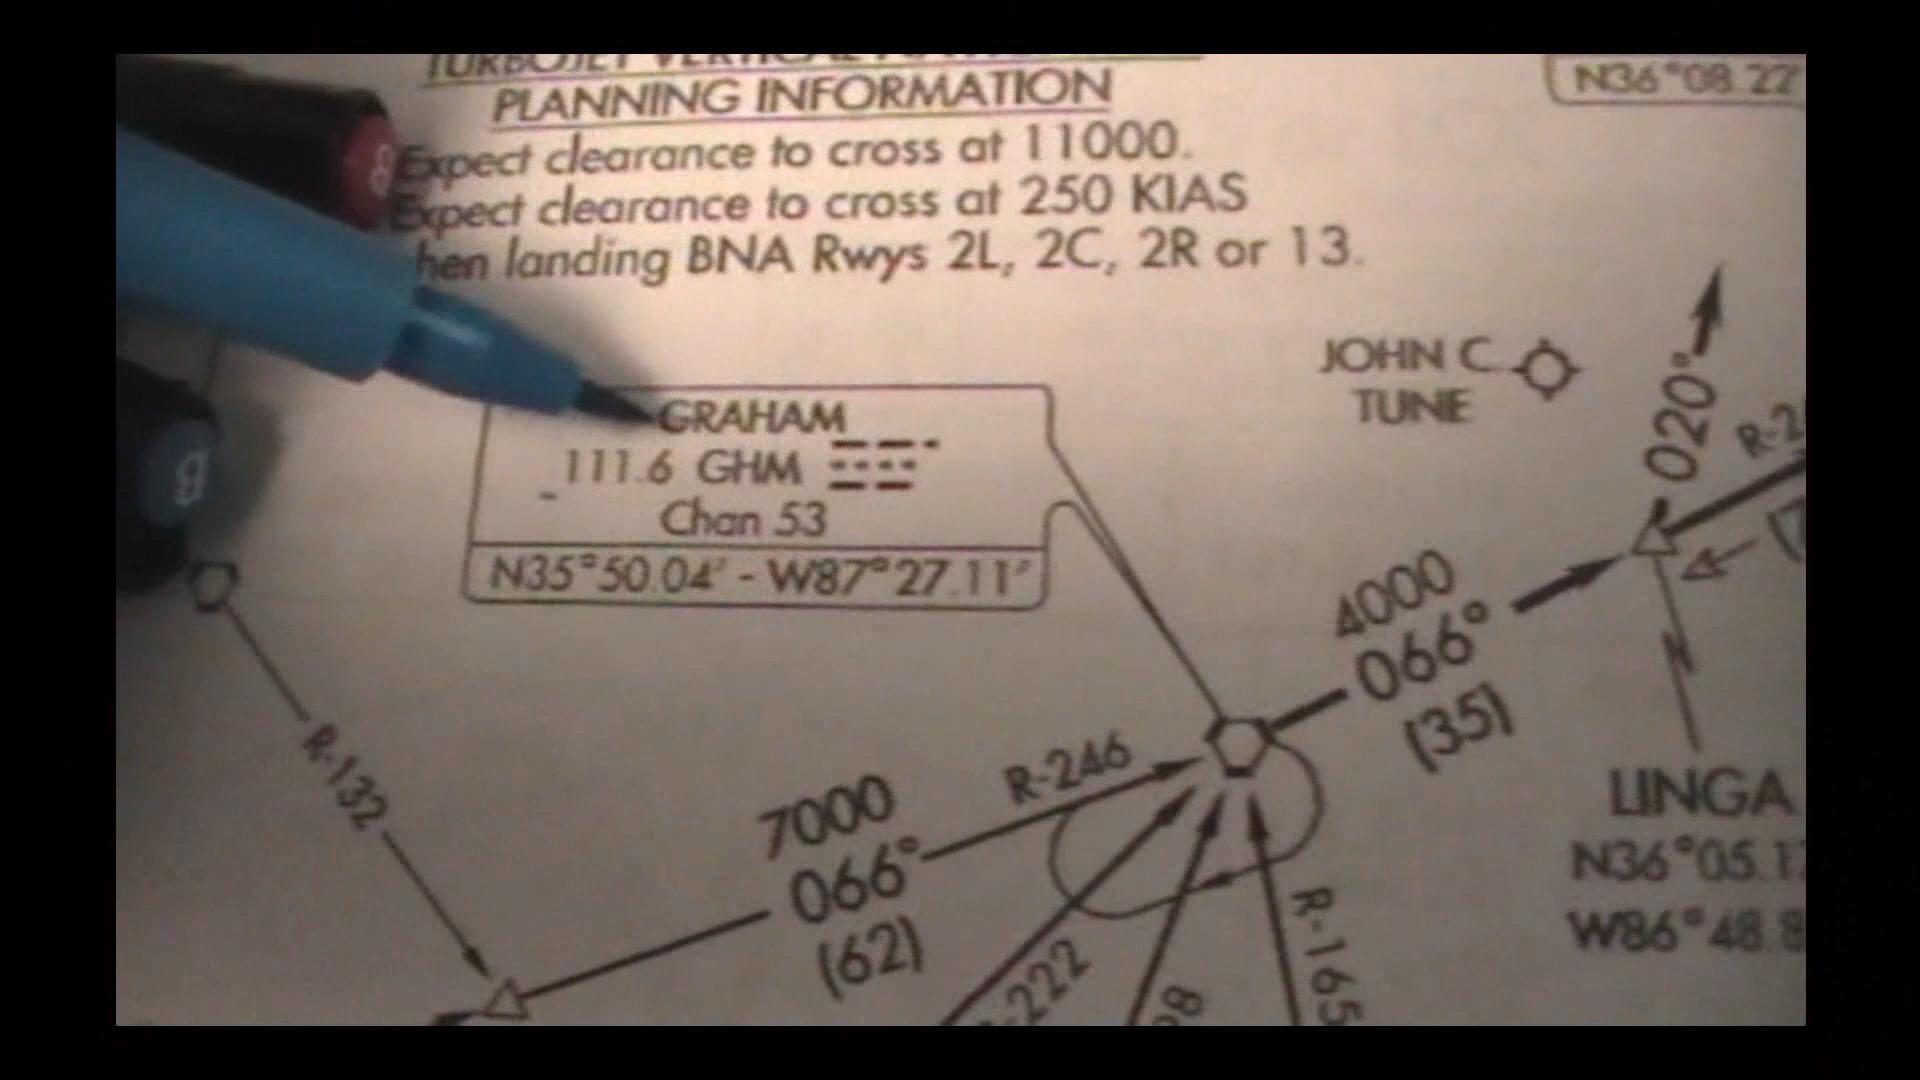 TURBOJET VERTICAL
PLANNING INFORMATION
Expect clearance to cross at 11000.
Expect clearance to cross at 250 KIAS
hen landing BNA Rwys 2L, 2C, 2R or 13.
N36°08.22'
JOHN C.
TUNE
020°
GRAHAM
111.6 GHM
Chan 53
N35°50.04' - W87°27.11'
4000
066°
(35)
R-132
R-246
7000
066°
(62)
LINGA
N36°05.17
W86°48.8
R-222
R-165
B